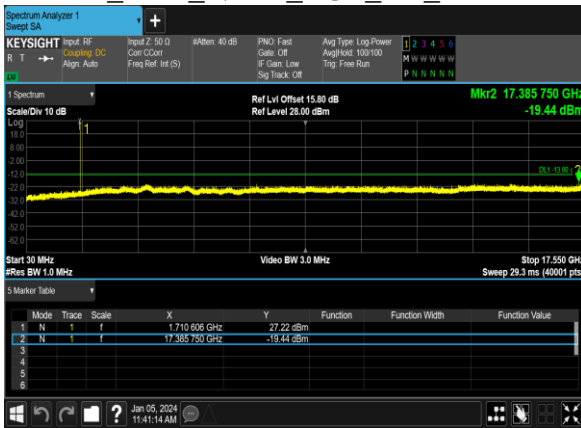 Spectrum Analyzer 1
Swept SA
+
KEYSIGHT Input: RF Input Z: 50 Ω #Atten: 40 dB PNO: Fast Avg Type: Log-Power 1 2 3 4 5 6
R T Coupling: DC Corr CCorr Gate: Off Avg|Hold: 100/100 M W W W W W
Align: Auto Freq Ref: Int (S) IF Gain: Low Trig: Free Run
LV Sig Track: Off P N N N N N
1 Spectrum Ref Lvl Offset 15.80 dB Mkr2 17.385 750 GHz
Scale/Div 10 dB Ref Level 28.00 dBm -19.44 dBm
Log
18.0
1
8.00
-2.00
-12.0 DL1 -13.00
-22.0
-32.0
-42.0
-52.0
-62.0
Start 30 MHz Video BW 3.0 MHz Stop 17.550 GHz
#Res BW 1.0 MHz Sweep 29.3 ms (40001 pts
5 Marker Table
Mode Trace Scale X Y Function Function Width Function Value
1 N 1 f 1.710 606 GHz 27.22 dBm
2 N 1 f 17.385 750 GHz -19.44 dBm
3
4
5
6
? Jan 05, 2024
11:41:14 AM